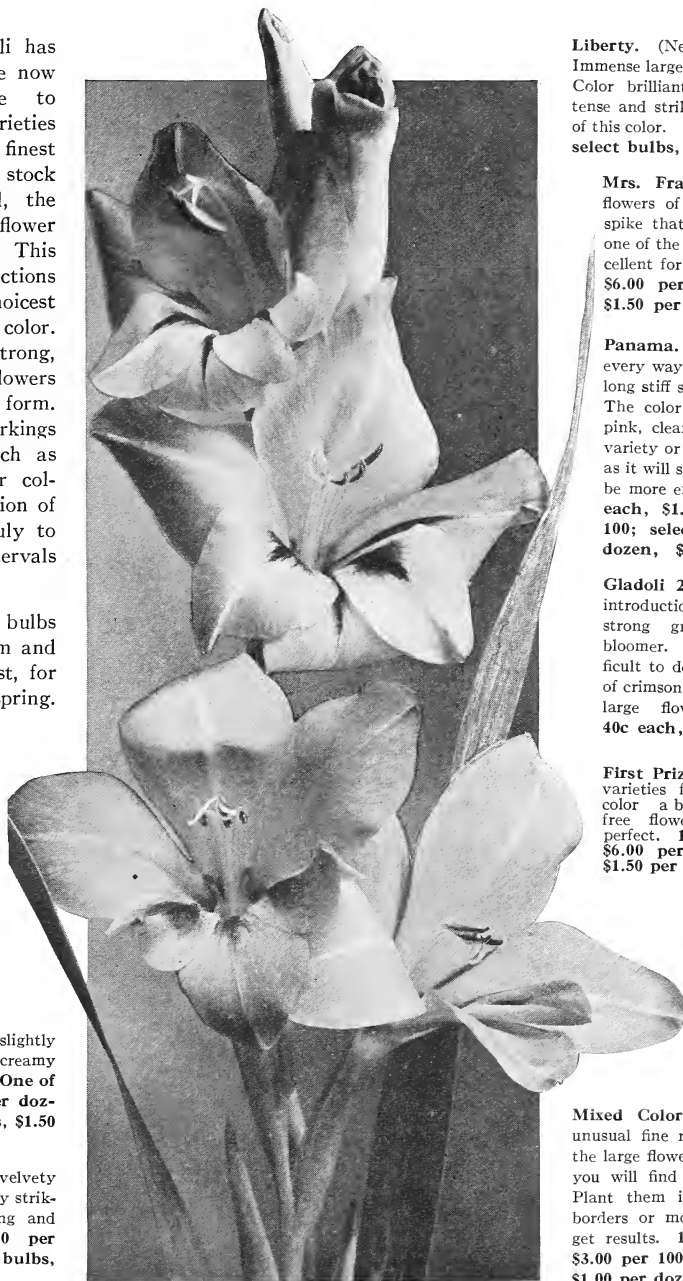 li has
e now
e to
rieties
finest
stock
l, the
flower
This
ctions
oicest
color.
trong,
lowers
form.
rkings
ch as
r col-
ion of
uly to
ervals
bulbs
m and
st, for
pring.
slightly
creamy
One of
er doz-
s, $1.50
velvety
y strik-
ng and
0 per
bulbs,
Liberty. (Ne
Immense large
Color brilliant
tense and strik
of this color.
select bulbs,
Mrs. Fra
flowers of
spike that
one of the
cellent for
$6.00 per
$1.50 per
Panama.
every way
long stiff s
The color
pink, clea
variety or
as it will s
be more e
each, $1.
100; selec
dozen, $
Gladoli 2
introductio
strong gr
bloomer.
ficult to de
of crimson
large flow
40c each,
First Priz
varieties f
color a b
free flowe
perfect. 1
$6.00 per
$1.50 per
Mixed Color
unusual fine r
the large flowe
you will find
Plant them i
borders or mo
get results. 1
$3.00 per 100
$1.00 per doz